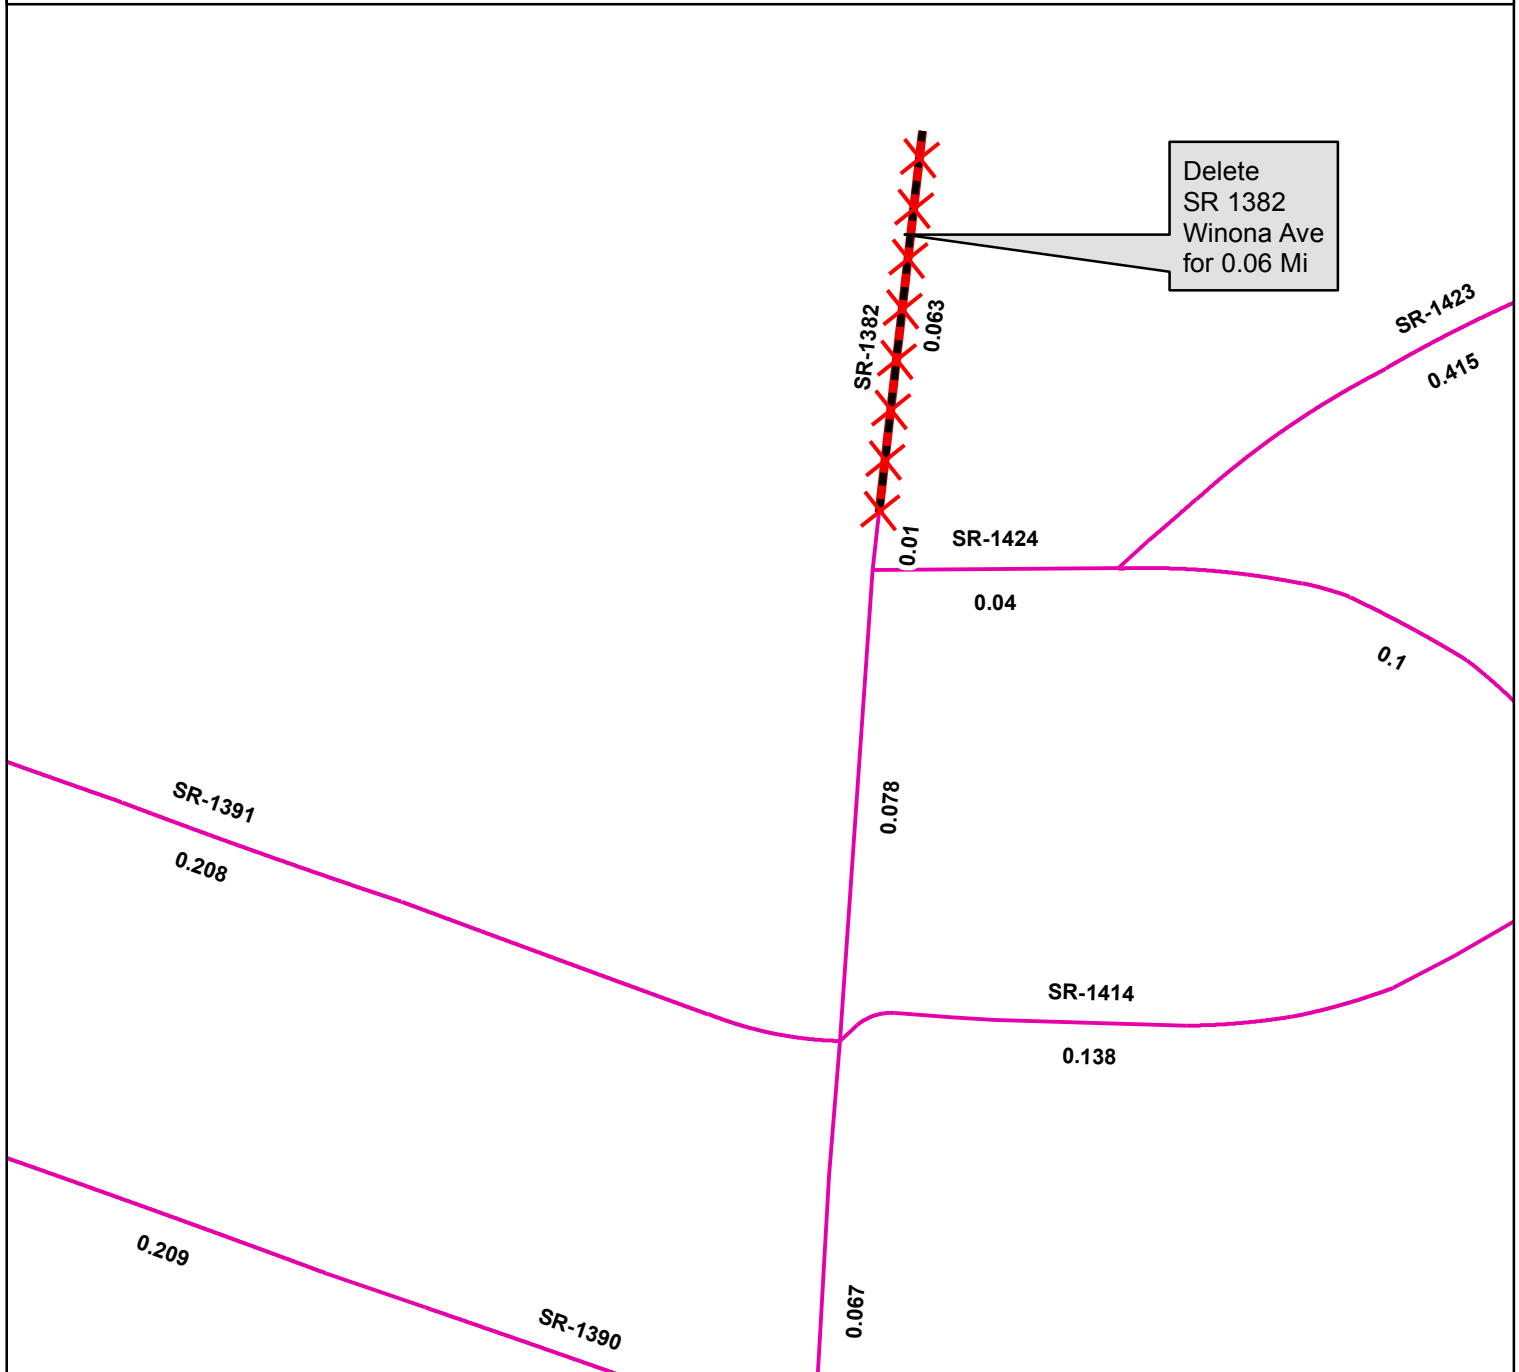 Delete
SR 1382
Winona Ave
for 0.06 Mi
SR-1423
0.415
SR-1382
0.063
0.01
SR-1424
0.04
0.1
SR-1391
0.208
0.078
SR-1414
0.138
0.209
SR-1390
0.067